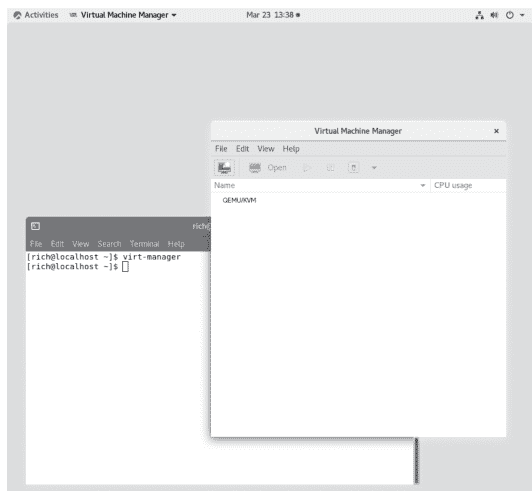 Activities Virtual Machine Manager Mar 23 13:38
Virtual Machine Manager
File Edit View Help
Open
Name CPU usage
QEMU/KVM
rich@
File Edit View Search Terminal Help
[rich@localhost ~]$ virt-manager
[rich@localhost ~]$